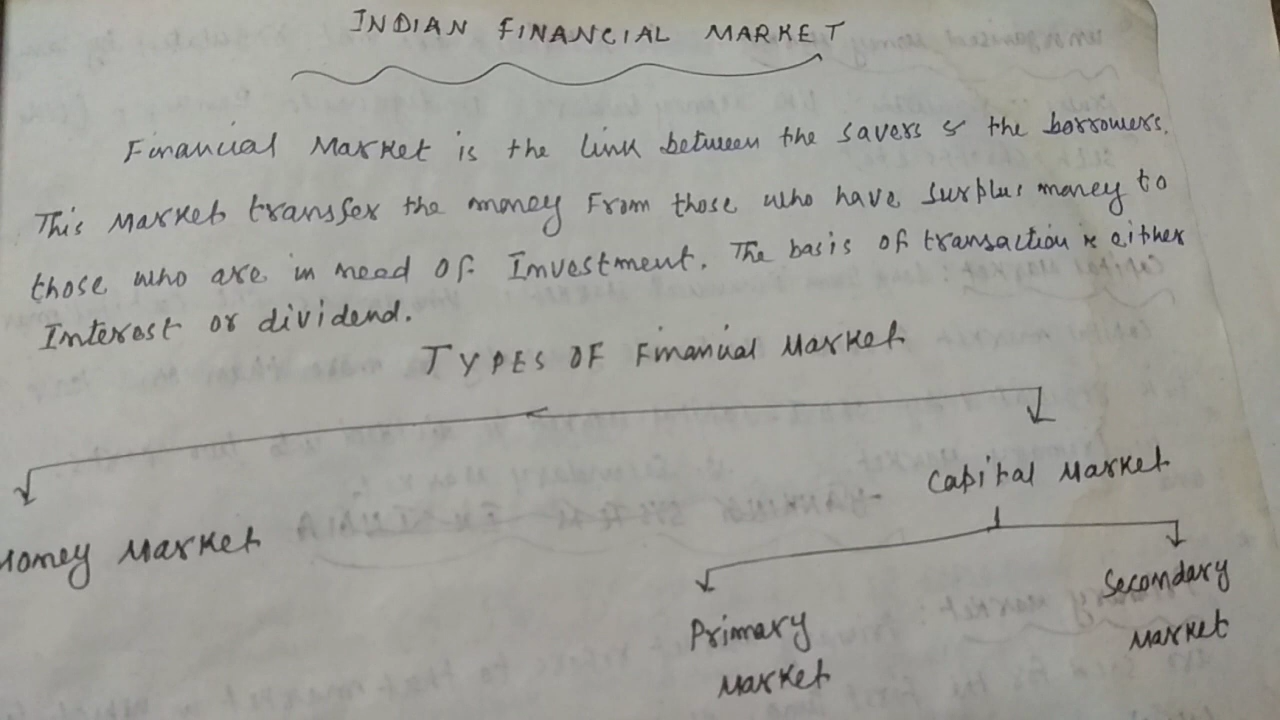 INDIAN FINANCIAL MARKET
Financial Market is the link between the savers & the borrowers.
This Market transfer the money From those who have surplus money to
those who are in need of Investment. The basis of transaction is either
Interest or dividend.
TYPES OF Financial Market
Capital Market
Money Market
Secondary
Primary
Market
Market